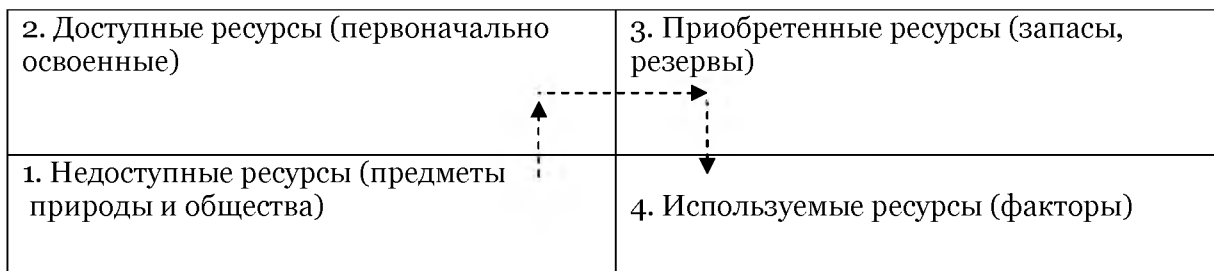 2. Доступные ресурсы (первоначально
освоенные)
3. Приобретенные ресурсы (запасы,
резервы)
1. Недоступные ресурсы (предметы
природы и общества)
4. Используемые ресурсы (факторы)